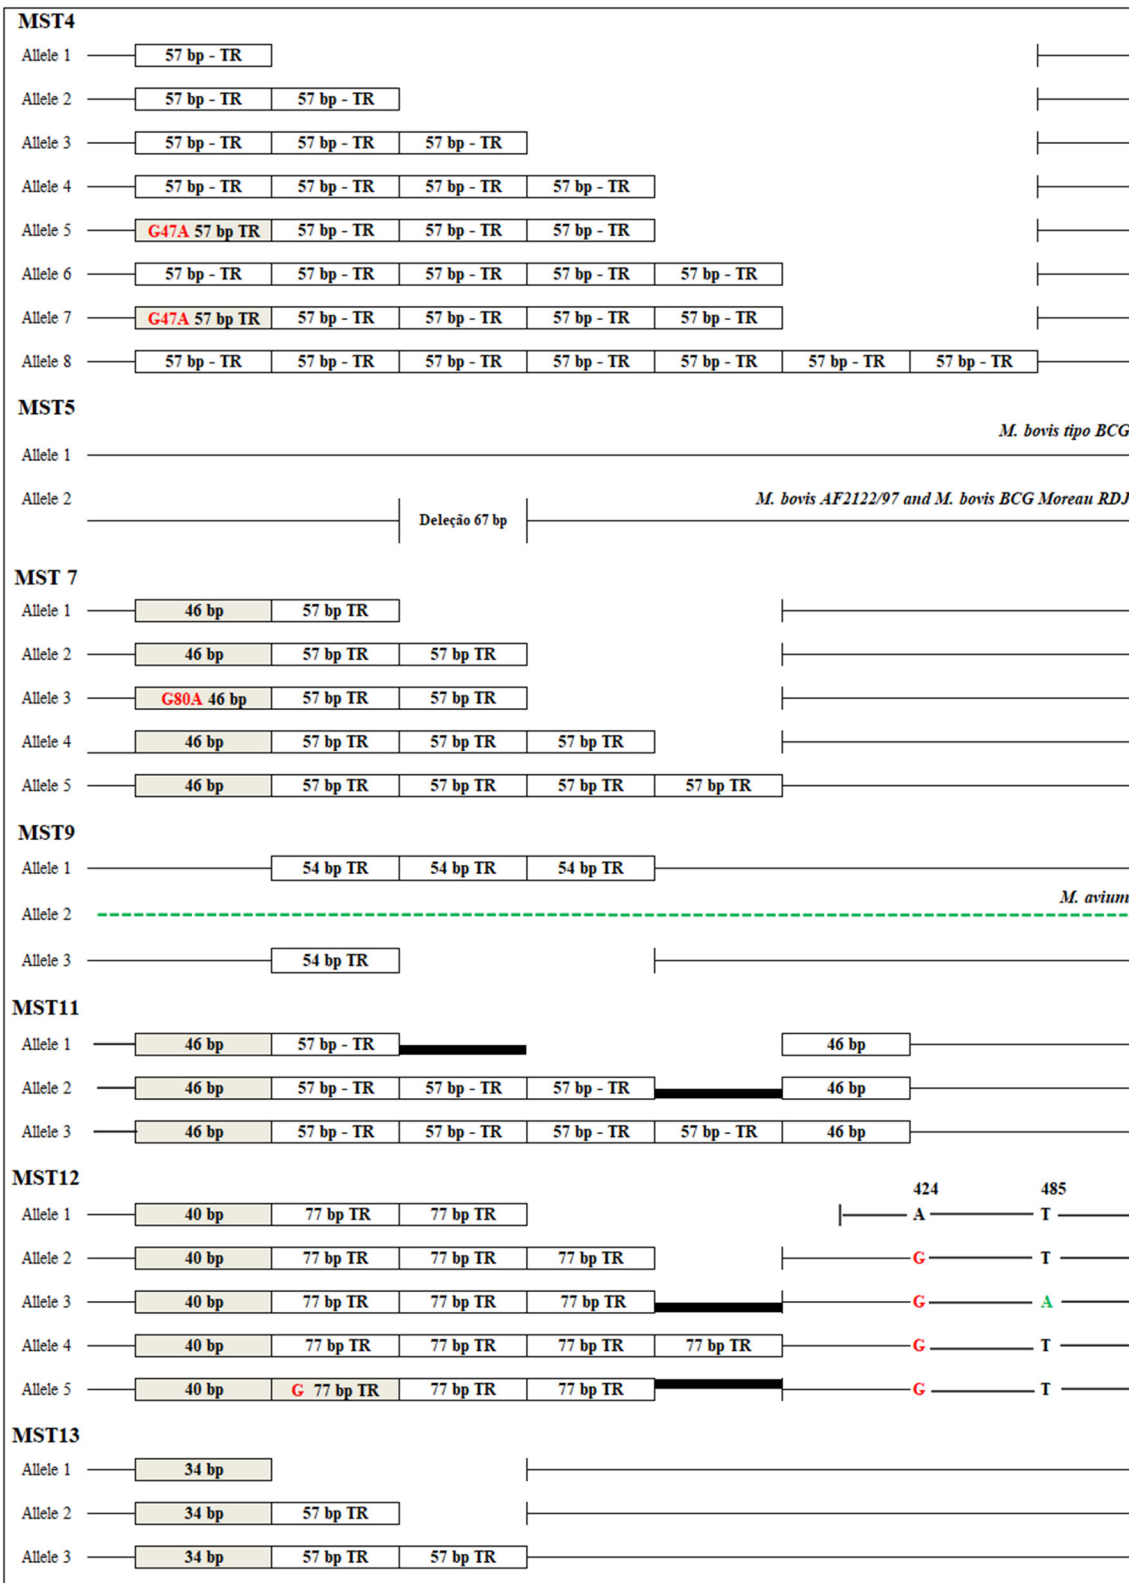 MST4
Allele 1 57 bp - TR
Allele 2 57 bp - TR 57 bp - TR
Allele 3 57 bp - TR 57 bp - TR 57 bp - TR
Allele 4 57 bp - TR 57 bp - TR 57 bp - TR 57 bp - TR
Allele 5 G47A 57 bp TR 57 bp - TR 57 bp - TR 57 bp - TR
Allele 6 57 bp - TR 57 bp - TR 57 bp - TR 57 bp - TR 57 bp - TR
Allele 7 G47A 57 bp TR 57 bp - TR 57 bp - TR 57 bp - TR 57 bp - TR
Allele 8 57 bp - TR 57 bp - TR 57 bp - TR 57 bp - TR 57 bp - TR 57 bp - TR 57 bp - TR
MST5
M. bovis tipo BCG
Allele 1
Allele 2 M. bovis AF2122/97 and M. bovis BCG Moreau RDJ
Deleção 67 bp
MST 7
Allele 1 46 bp 57 bp TR
Allele 2 46 bp 57 bp TR 57 bp TR
Allele 3 G80A 46 bp 57 bp TR 57 bp TR
Allele 4 46 bp 57 bp TR 57 bp TR 57 bp TR
Allele 5 46 bp 57 bp TR 57 bp TR 57 bp TR 57 bp TR
MST9
Allele 1 54 bp TR 54 bp TR 54 bp TR
M. avium
Allele 2
Allele 3 54 bp TR
MST11
Allele 1 46 bp 57 bp - TR 46 bp
Allele 2 46 bp 57 bp - TR 57 bp - TR 57 bp - TR 46 bp
Allele 3 46 bp 57 bp - TR 57 bp - TR 57 bp - TR 57 bp - TR 46 bp
MST12
424 485
Allele 1 40 bp 77 bp TR 77 bp TR A T
Allele 2 40 bp 77 bp TR 77 bp TR 77 bp TR G T
Allele 3 40 bp 77 bp TR 77 bp TR 77 bp TR G A
Allele 4 40 bp 77 bp TR 77 bp TR 77 bp TR 77 bp TR G T
Allele 5 40 bp G 77 bp TR 77 bp TR 77 bp TR G T
MST13
Allele 1 34 bp
Allele 2 34 bp 57 bp TR
Allele 3 34 bp 57 bp TR 57 bp TR